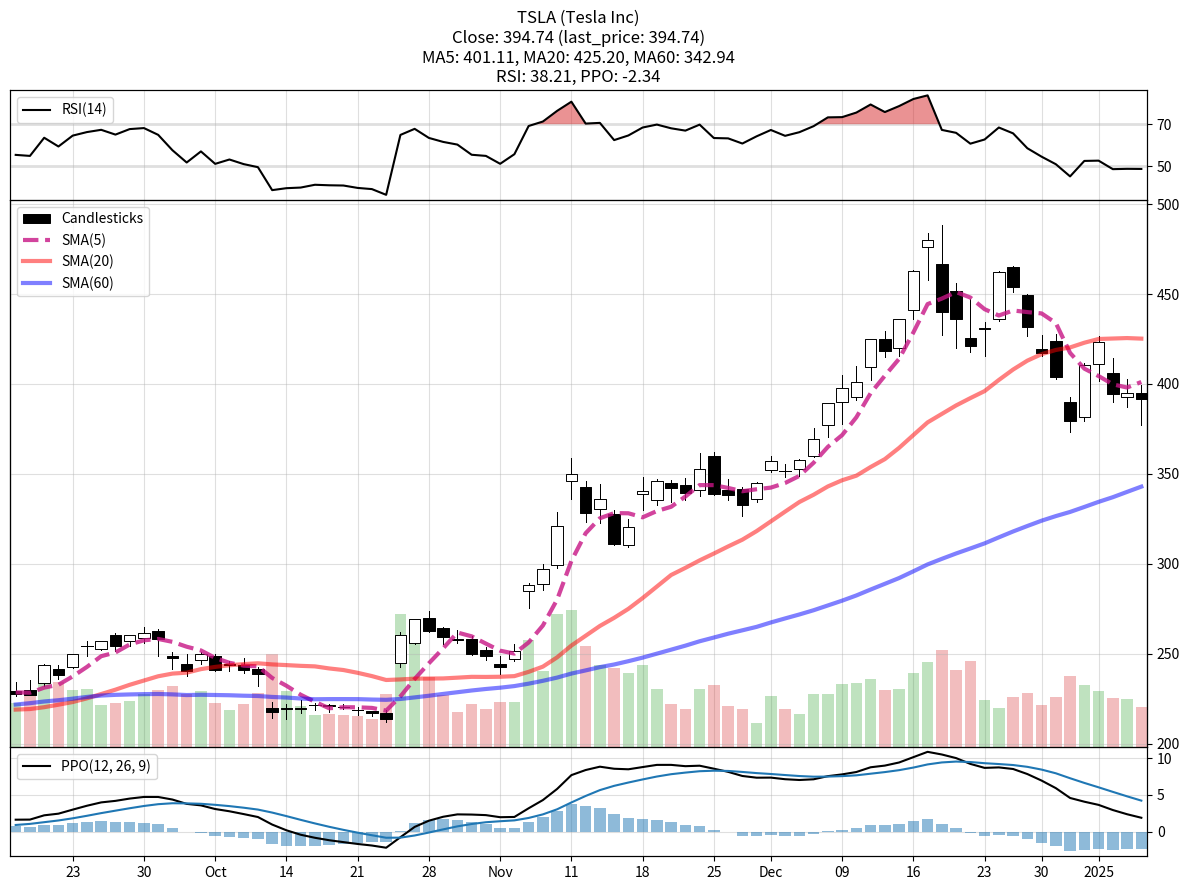 TSLA (Tesla Inc)
Close: 394.74 (last_price: 394.74)
MA5: 401.11, MA20: 425.20, MA60: 342.94
RSI: 38.21, PPO: -2.34
RSI(14)
70
50
Candlesticks
SMA(5)
SMA(20)
SMA(60)
500
450
400
350
300
250
200
PPO(12, 26, 9)
10
5
0
23 30 Oct 14 21 28 Nov 11 18 25 Dec 09 16 23 30 2025